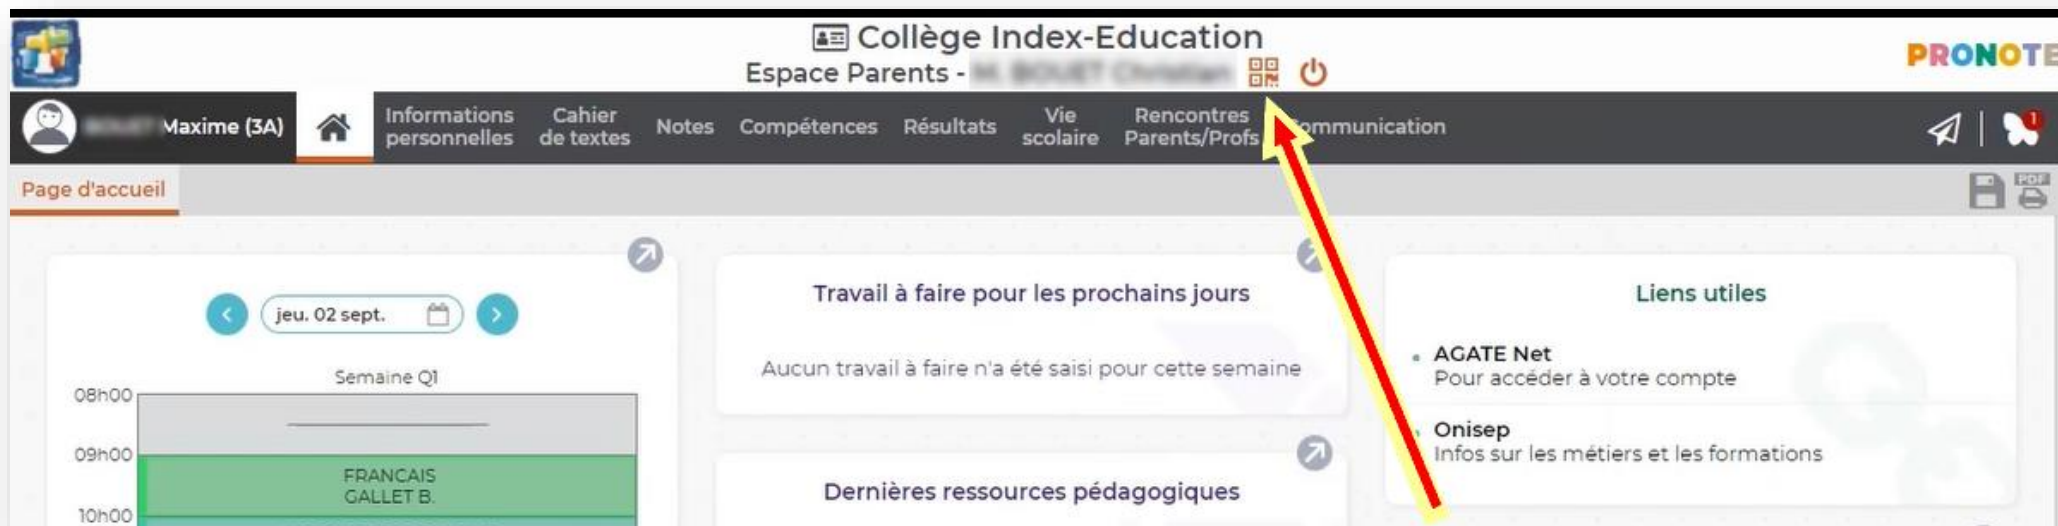 Collège Index-Education
Espace Parents -
PRONOTE
Maxime (3A)
Informations personnelles
Cahier de textes
Notes
Compétences
Résultats
Vie scolaire
Rencontres Parents/Profs
Communication
1
Page d'accueil
PDF
jeu. 02 sept.
Semaine Q1
08h00
09h00
FRANCAIS
GALLET B.
10h00
Travail à faire pour les prochains jours
Aucun travail à faire n'a été saisi pour cette semaine
Dernières ressources pédagogiques
Liens utiles
AGATE Net
Pour accéder à votre compte
Onisep
Infos sur les métiers et les formations